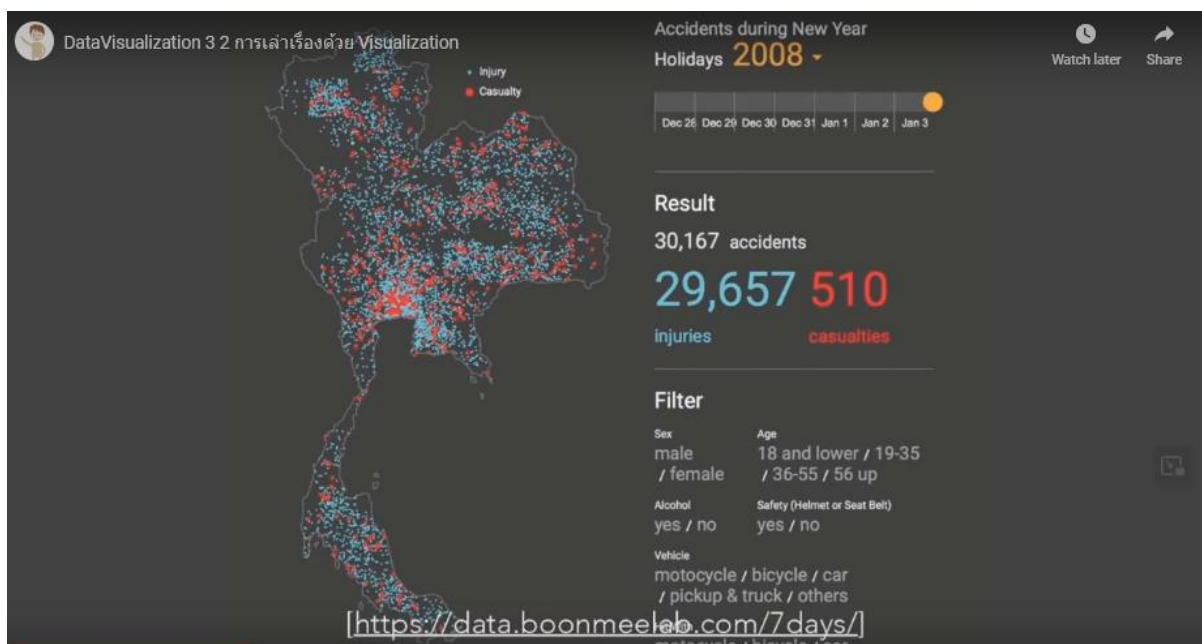 DataVisualization 3 2 การเล่าเรื่องด้วย Visualization
Watch later
Share
Injury
Casualty
Accidents during New Year
Holidays 2008
Dec 28 Dec 29 Dec 30 Dec 31 Jan 1 Jan 2 Jan 3
Result
30,167 accidents
29,657 510
injuries casualties
Filter
Sex Age
male 18 and lower / 19-35
/ female / 36-55 / 56 up
Alcohol Safety (Helmet or Seat Belt)
yes / no yes / no
Vehicle
motocycle / bicycle / car
/ pickup & truck / others
[https://data.boonmeelab.com/7days/]
motocycle / bicycle / car